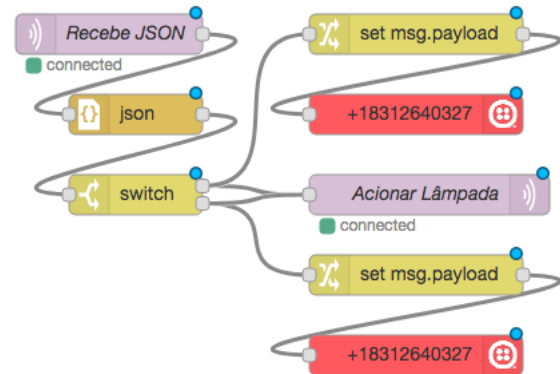 Recebe JSON
connected
json
switch
set msg.payload
+18312640327
Acionar Lâmpada
connected
set msg.payload
+18312640327